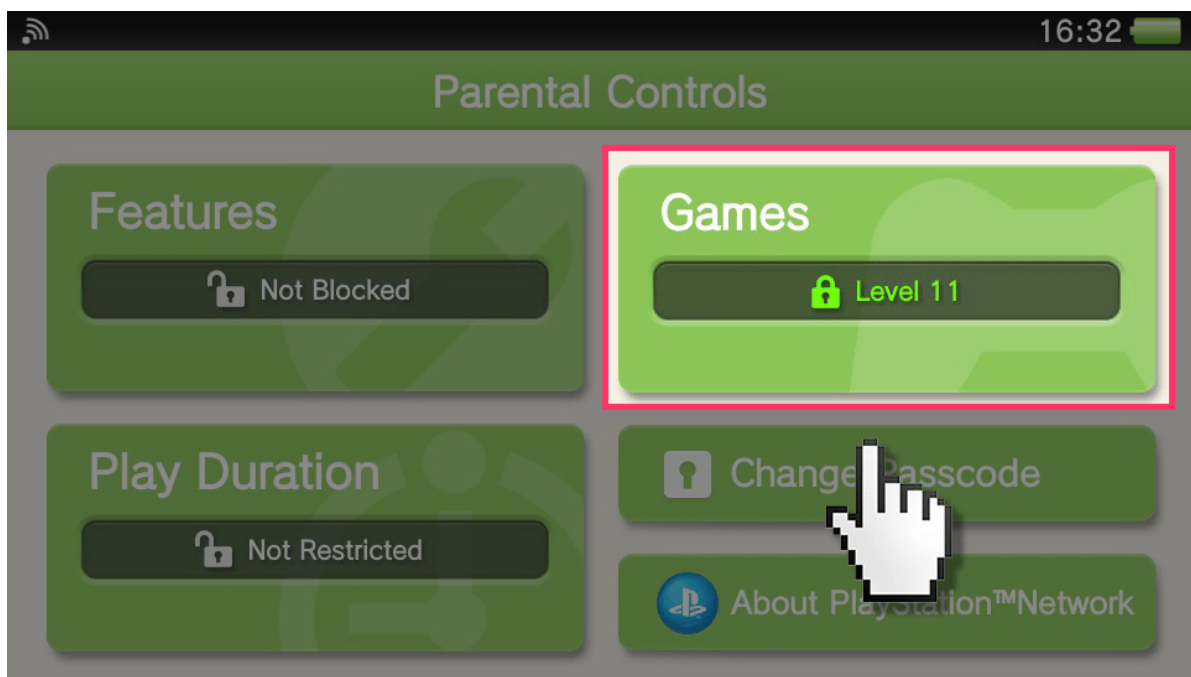 16:32
Parental Controls
Features
Not Blocked
Games
Level 11
Play Duration
Not Restricted
Change Passcode
About PlayStation™Network